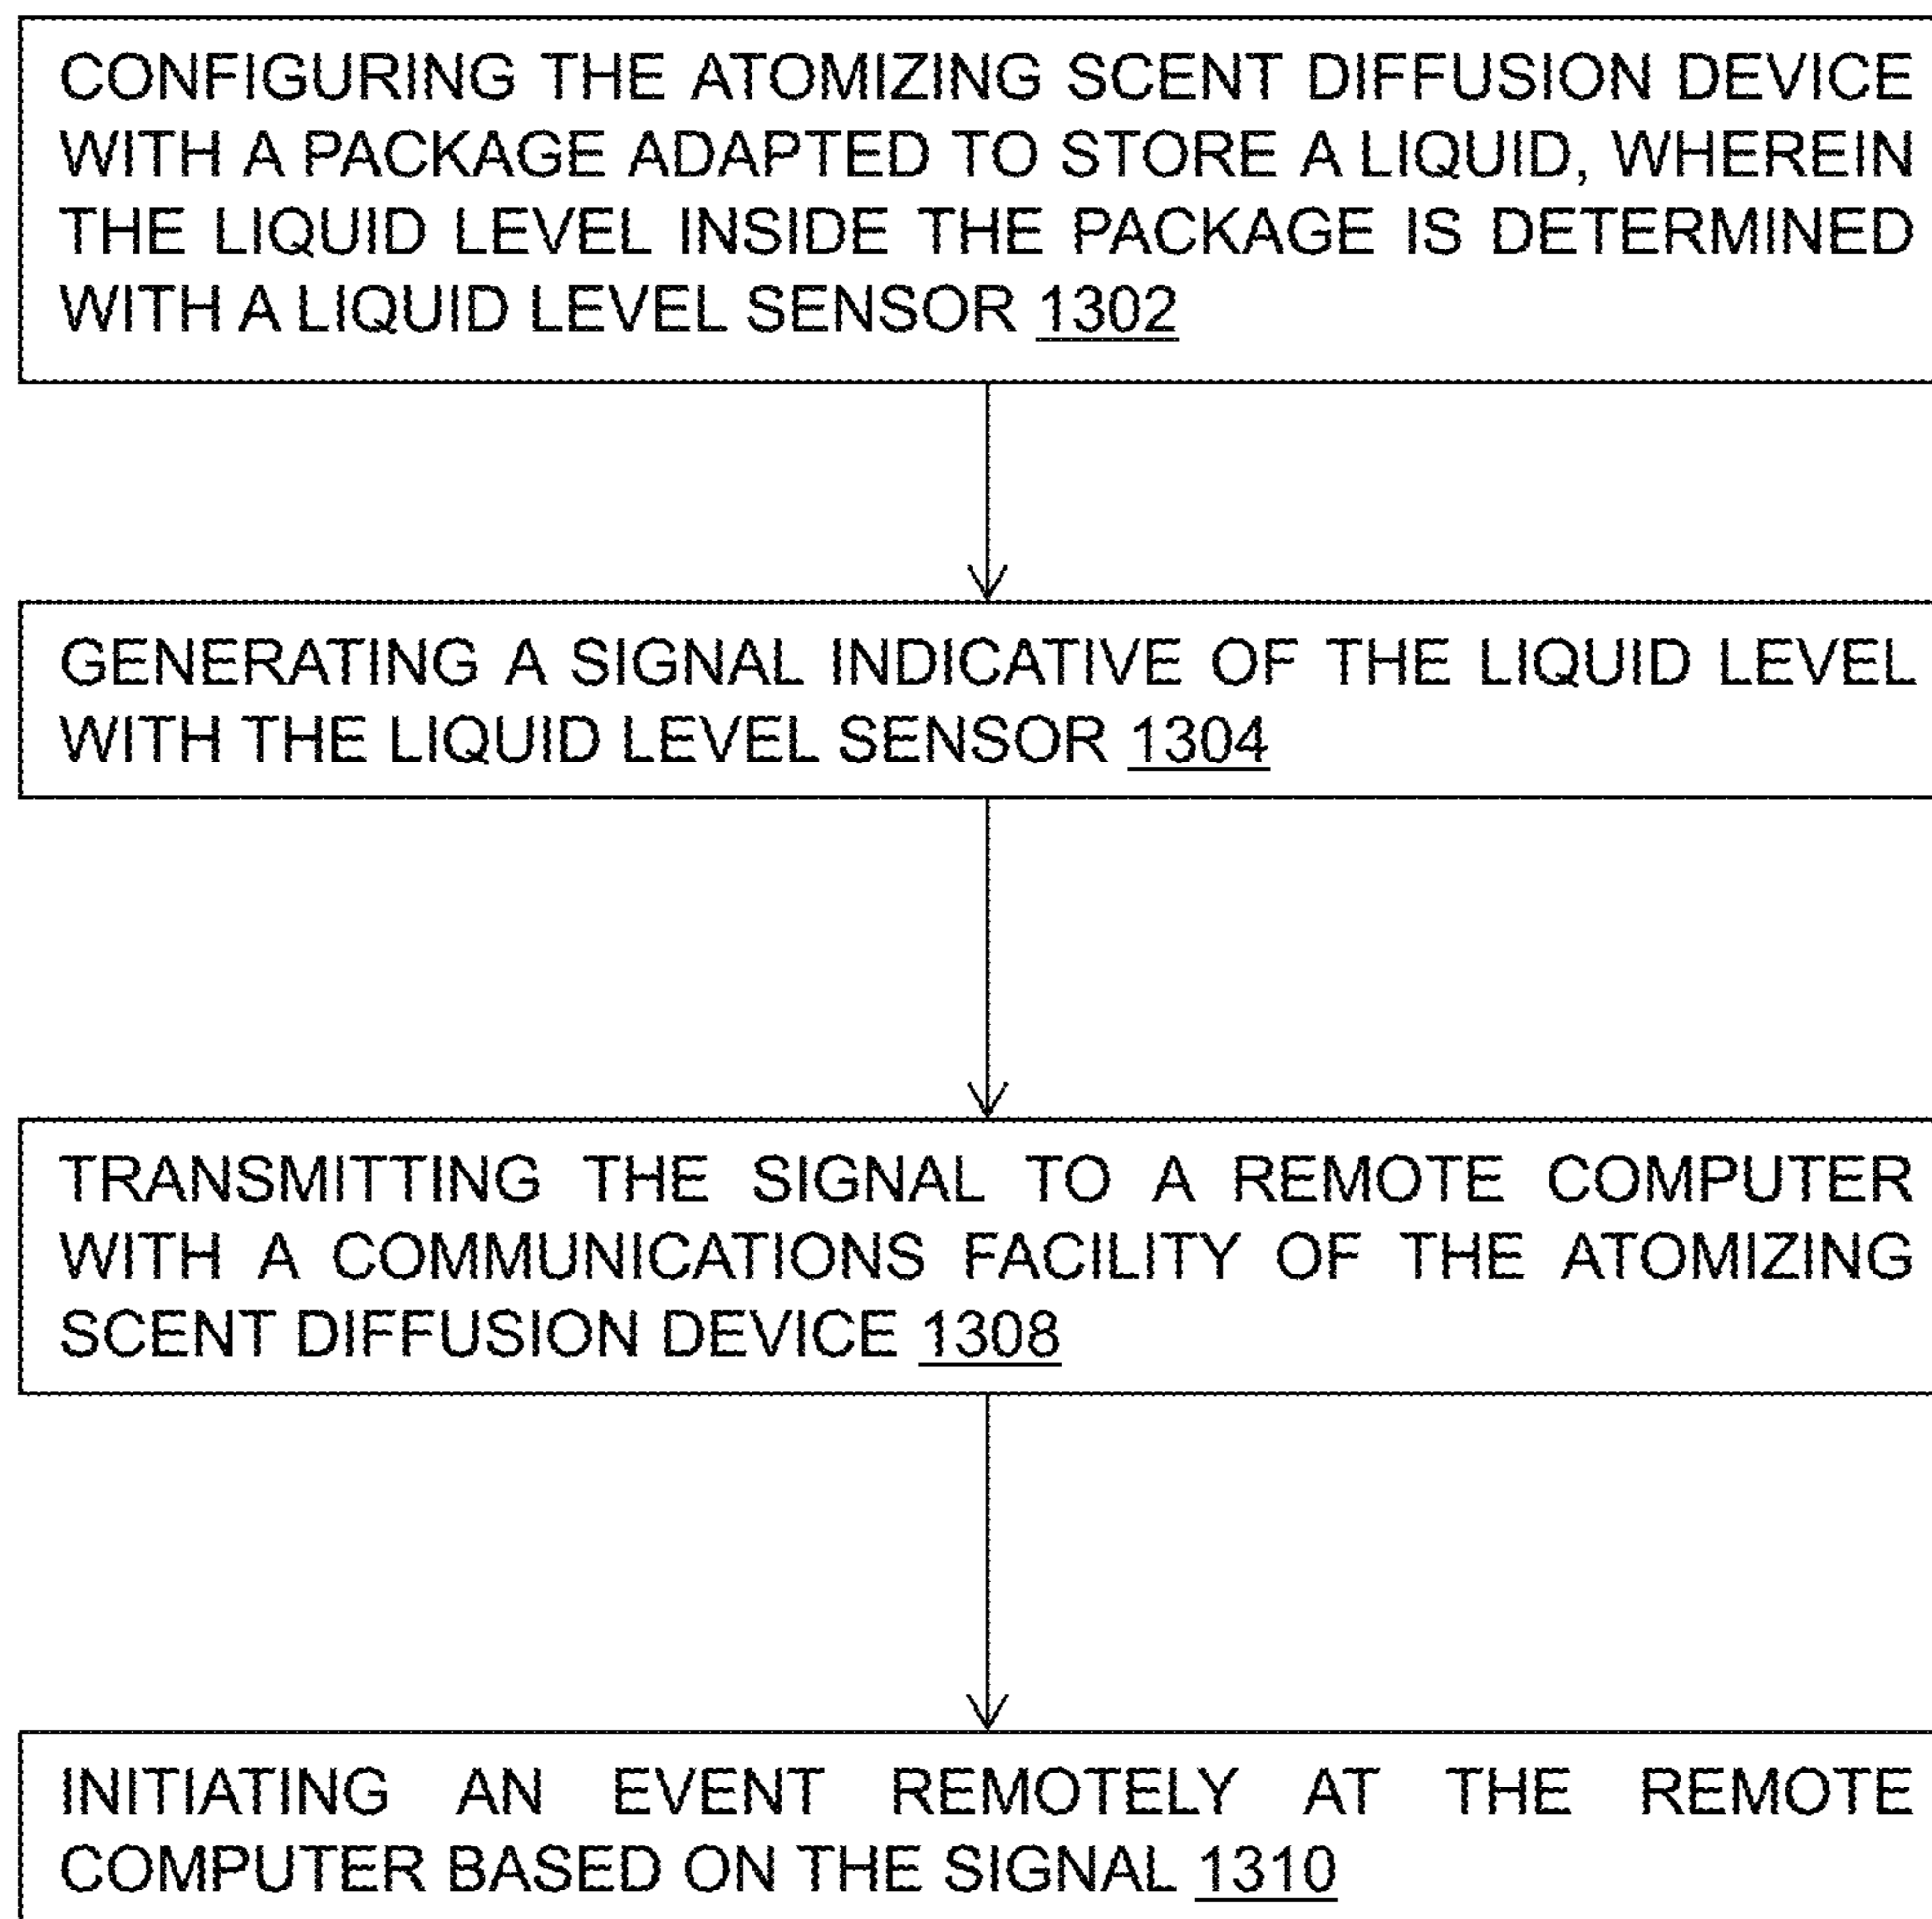 CONFIGURING THE ATOMIZING SCENT DIFFUSION DEVICE
WITH A PACKAGE ADAPTED TO STORE A LIQUID, WHEREIN
THE LIQUID LEVEL INSIDE THE PACKAGE IS DETERMINED
WITH A LIQUID LEVEL SENSOR 1302
GENERATING A SIGNAL INDICATIVE OF THE LIQUID LEVEL
WITH THE LIQUID LEVEL SENSOR 1304
TRANSMITTING THE SIGNAL TO A REMOTE COMPUTER
WITH A COMMUNICATIONS FACILITY OF THE ATOMIZING
SCENT DIFFUSION DEVICE 1308
INITIATING AN EVENT REMOTELY AT THE REMOTE
COMPUTER BASED ON THE SIGNAL 1310